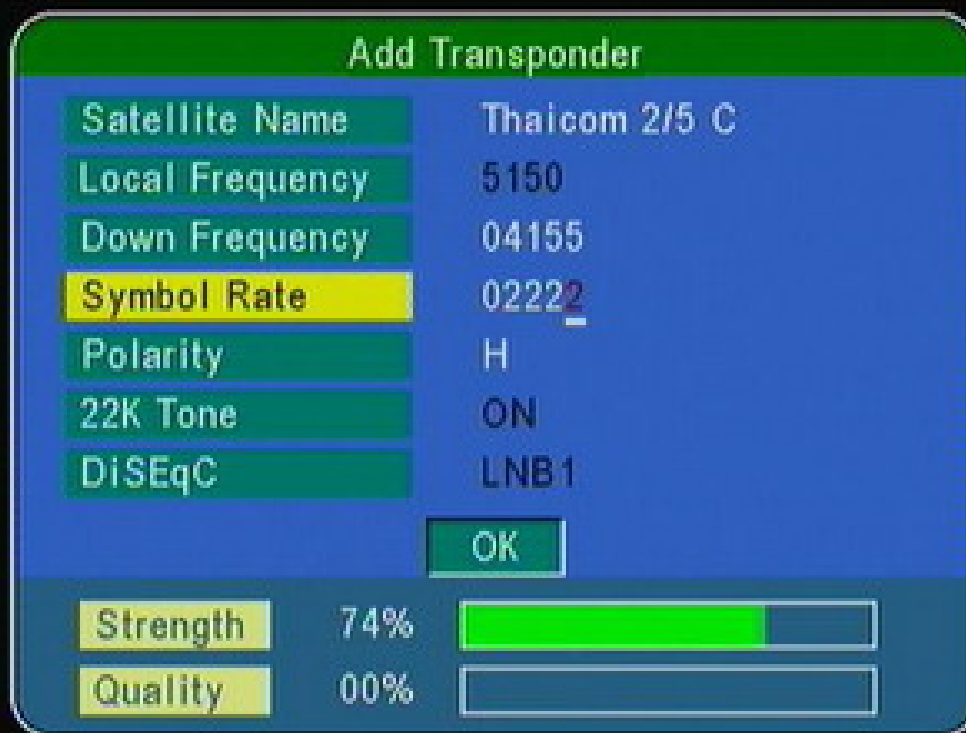 Add Transponder
Satellite Name Thaicom 2/5 C
Local Frequency 5150
Down Frequency 04155
Symbol Rate 02222
Polarity H
22K Tone ON
DiSEqC LNB1
OK
Strength 74%
Quality 00%